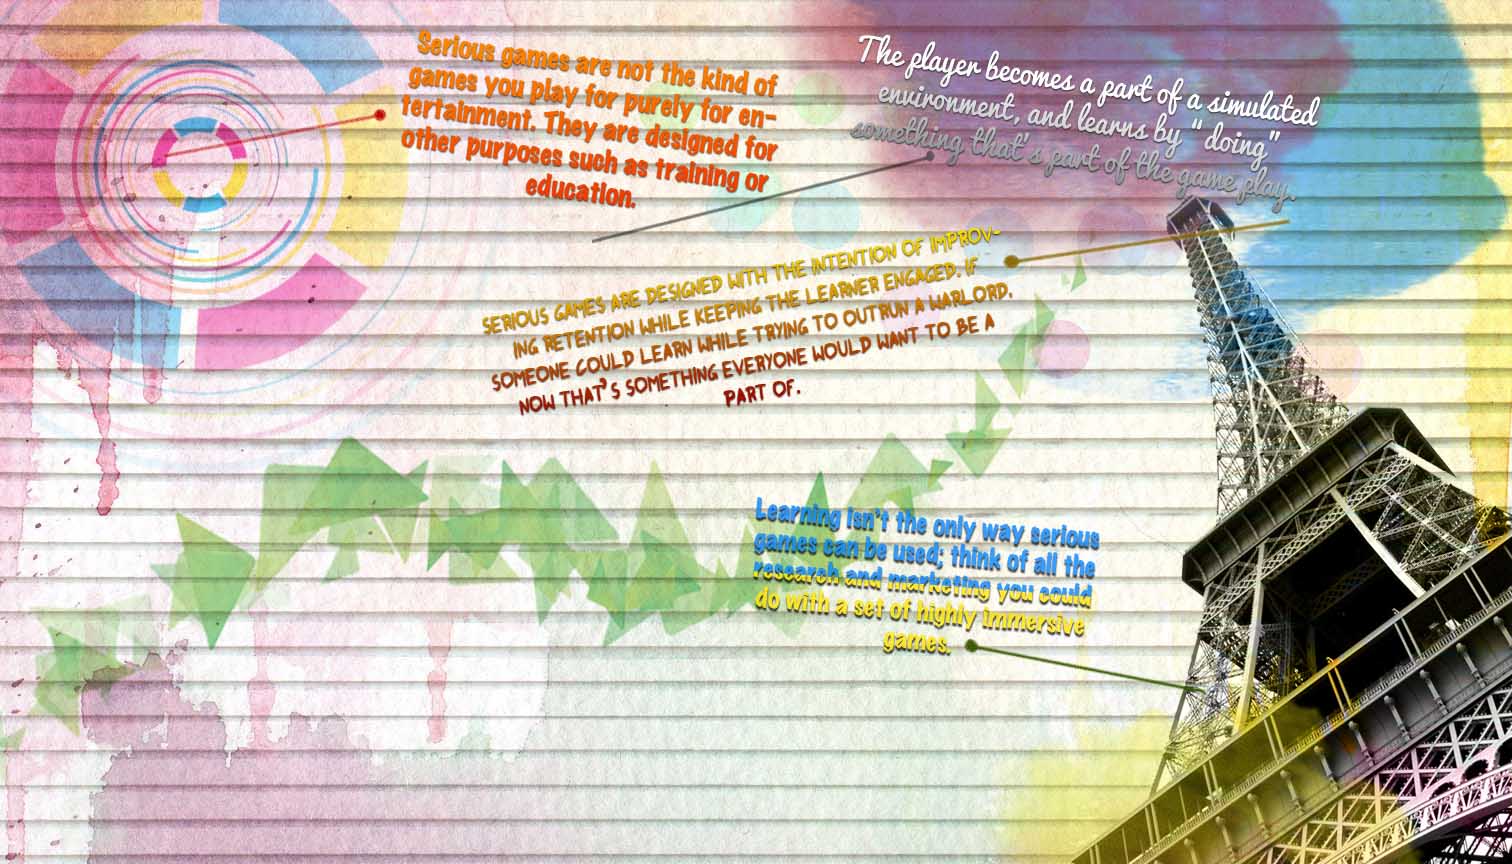 Serious games are not the kind of
games you play for purely for en-
tertainment. They are designed for
other purposes such as training or
education.
The player becomes a part of a simulated
environment, and learns by “doing”
something that's part of the game play.
SERIOUS GAMES ARE DESIGNED WITH THE INTENTION OF IMPROV-
ING RETENTION WHILE KEEPING THE LEARNER ENGAGED. IF
SOMEONE COULD LEARN WHILE TRYING TO OUTRUN A WARLORD,
NOW THAT'S SOMETHING EVERYONE WOULD WANT TO BE A
PART OF.
Learning isn't the only way serious
games can be used; think of all the
research and marketing you could
do with a set of highly immersive
games.